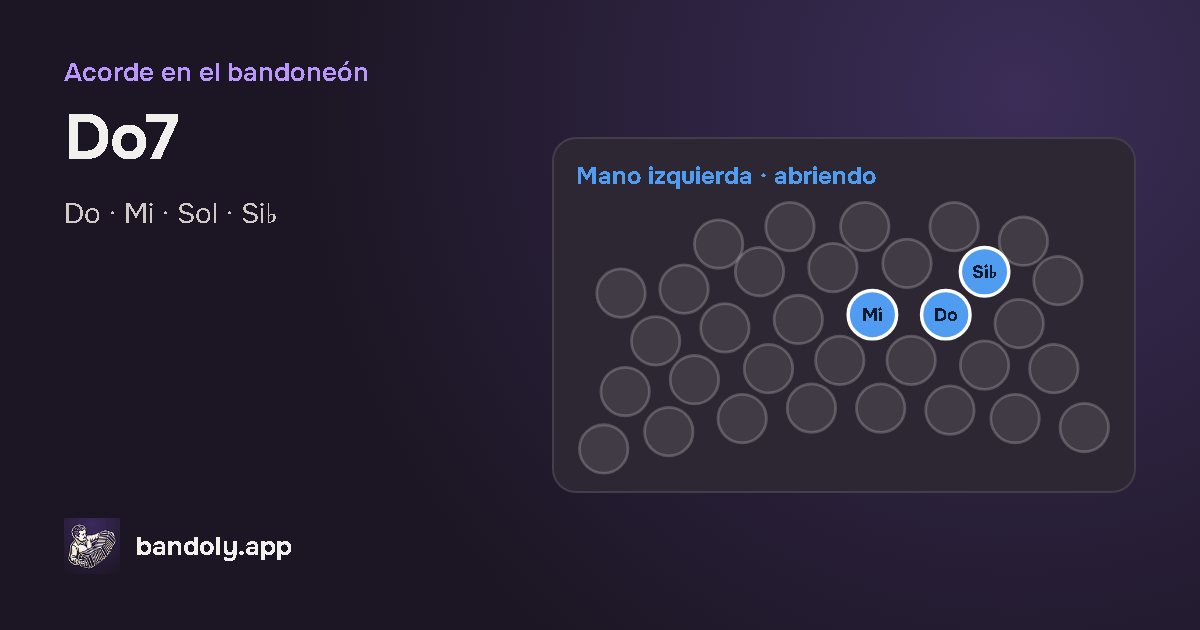 Acorde en el bandoneón
Do7
Do · Mi · Sol · Si♭
Mano izquierda · abriendo
Si♭
Mi
Do
bandoly.app